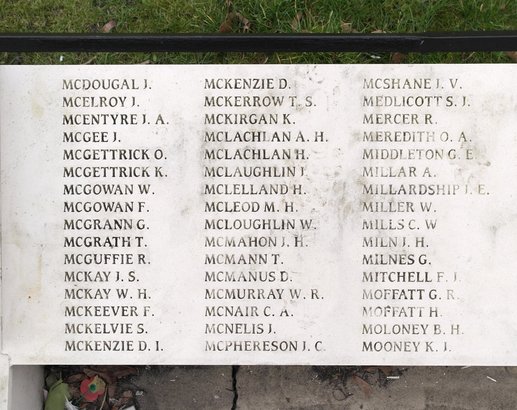 MCDOUGAL J.
MCELROY J.
MCENTYRE J. A.
MCGEE J.
MCGETTRICK O.
MCGETTRICK K.
MCGOWAN W.
MCGOWAN F.
MCGRANN G.
MCGRATH T.
MCGUFFIE R.
MCKAY J. S.
MCKAY W. H.
MCKEEVER F.
MCKELVIE S.
MCKENZIE D. I.
MCKENZIE D.
MCKERROW T. S.
MCKIRGAN K.
MCLACHLAN A. H.
MCLACHLAN H.
MCLAUGHLIN J.
MCLELLAND H.
MCLEOD M. H.
MCLOUGHLIN W.
MCMAHON J. H.
MCMANN T.
MCMANUS D.
MCMURRAY W. R.
MCNAIR C. A.
MCNELIS J.
MCPHERESON J. C.
MCSHANE J. V.
MEDLICOTT S. J.
MERCER R.
MEREDITH O. A.
MIDDLETON G. E.
MILLAR A.
MILLARDSHIP J. E.
MILLER W.
MILLS C. W
MILN J. H.
MILNES G.
MITCHELL F. J.
MOFFATT G. R.
MOFFATT H.
MOLONEY B. H.
MOONEY K. J.